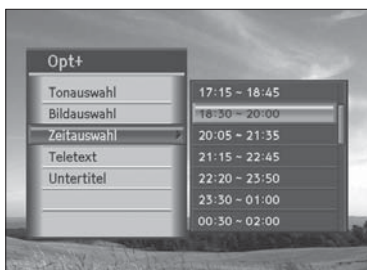 Opt+
Tonauswahl
Bildauswahl
Zeitauswahl
Teletext
Untertitel
17:15 ~ 18:45
18:30 ~ 20:00
20:05 ~ 21:35
21:15 ~ 22:45
22:20 ~ 23:50
23:30 ~ 01:00
00:30 ~ 02:00